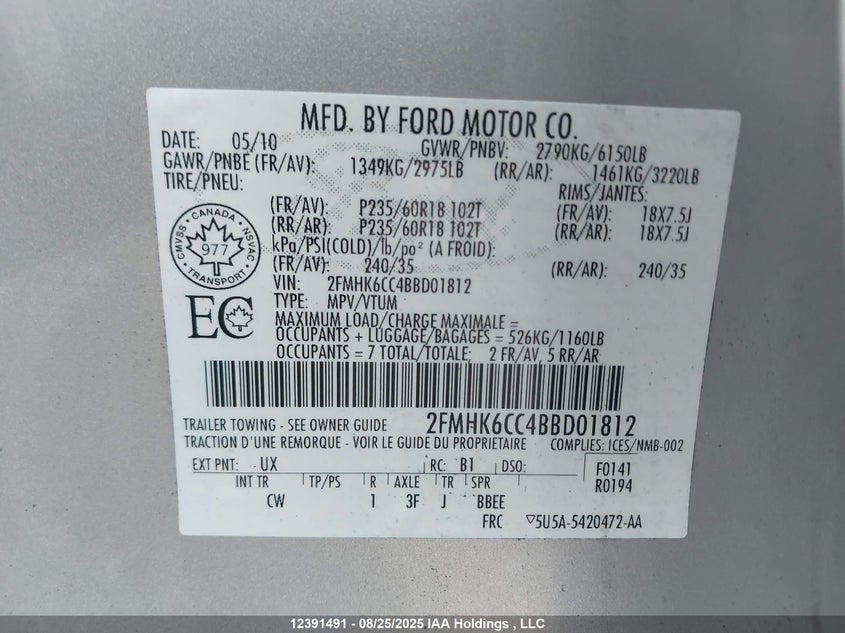 MFD. BY FORD MOTOR CO.
DATE: 05/10 GVWR/PNBV: 2790KG/6150LB
GAWR/PNBE (FR/AV): 1349KG/2975LB (RR/AR): 1461KG/3220LB
TIRE/PNEU: RIMS/JANTES:
(FR/AV): P235/60R18 102T (FR/AV): 18X7.5J
(RR/AR): P235/60R18 102T (RR/AR): 18X7.5J
kPa/PSI(COLD)/lb/po² (A FROID):
(FR/AV): 240/35 (RR/AR): 240/35
CANADA
CMVSS 977 NSVAC
TRANSPORT
VIN: 2FMHK6CC4BBD01812
TYPE: MPV/VTUM
EC
MAXIMUM LOAD/CHARGE MAXIMALE =
OCCUPANTS + LUGGAGE/BAGAGES = 526KG/1160LB
OCCUPANTS = 7 TOTAL/TOTALE; 2 FR/AV, 5 RR/AR
TRAILER TOWING - SEE OWNER GUIDE 2FMHK6CC4BBD01812
TRACTION D'UNE REMORQUE - VOIR LE GUIDE DU PROPRIETAIRE COMPLIES: ICES/NMB-002
EXT PNT: UX RC: B1 DSO: F0141
INT TR TP/PS R AXLE TR SPR R0194
CW 1 3F J BBEE
FRC ▽5U5A-5420472-AA
12391491 - 08/25/2025 IAA Holdings , LLC